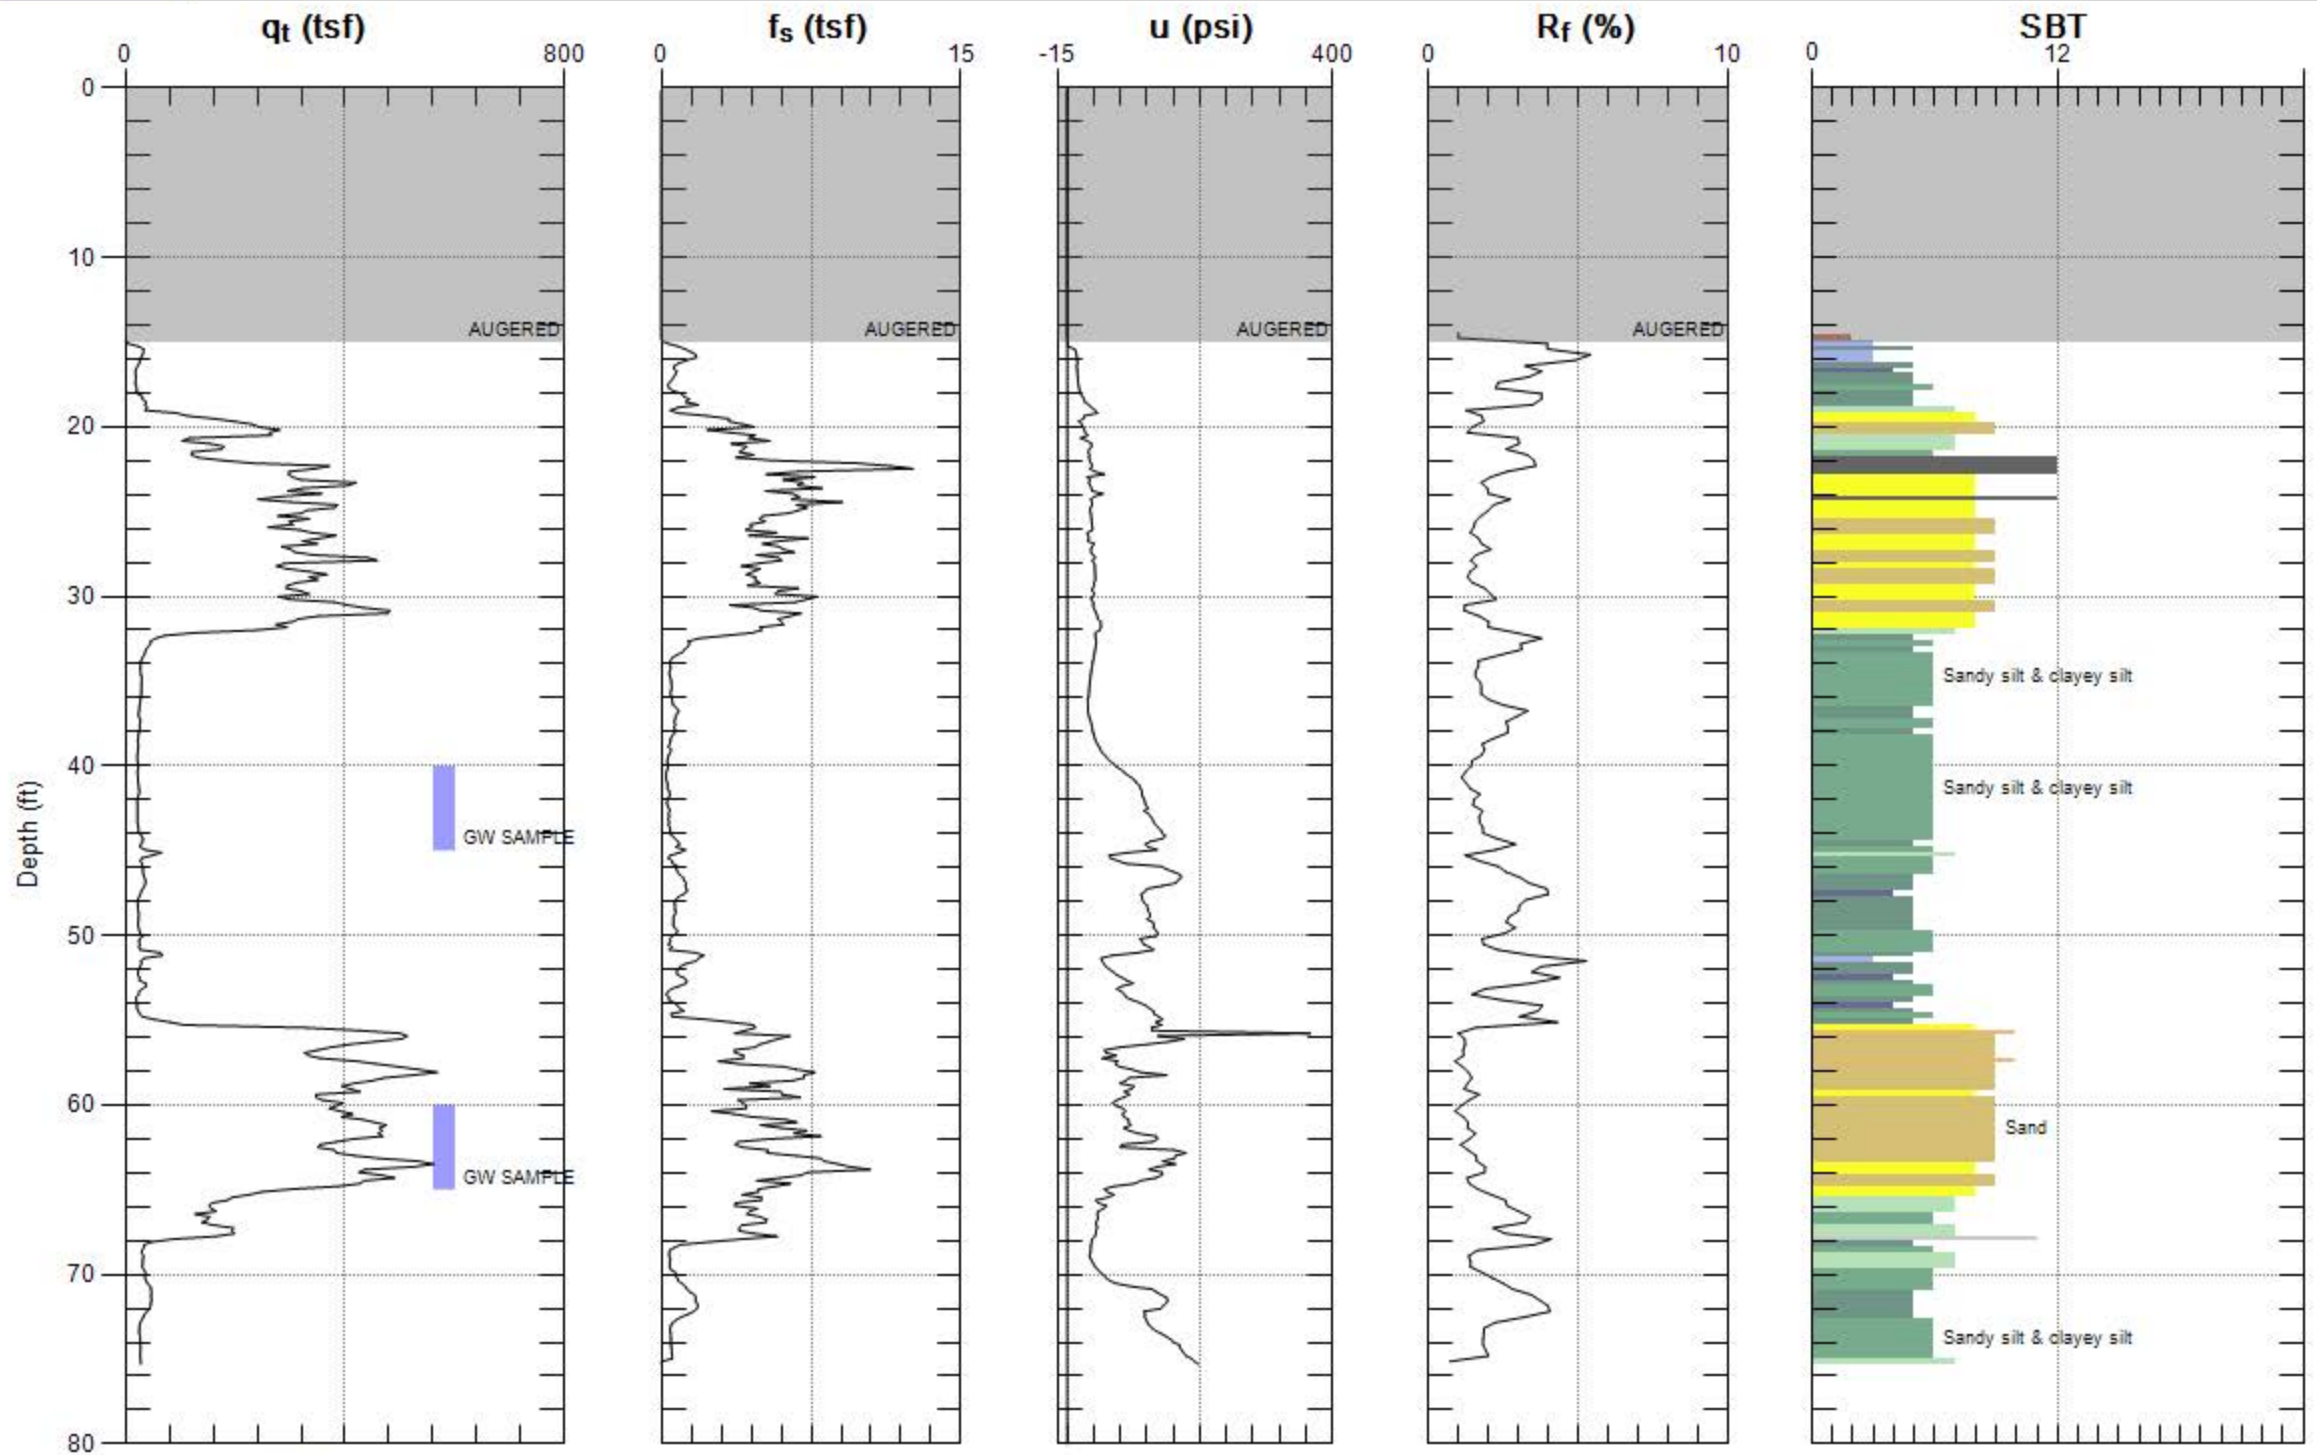 qt (tsf) fs (tsf) u (psi) Rf (%) SBT
0 800 0 15 -15 400 0 10 0 12
0
10
AUGERED AUGERED AUGERED AUGERED
20
30
Sandy silt & clayey silt
40
Sandy silt & clayey silt
GW SAMPLE
Depth (ft)
50
60
Sand
GW SAMPLE
70
Sandy silt & clayey silt
80